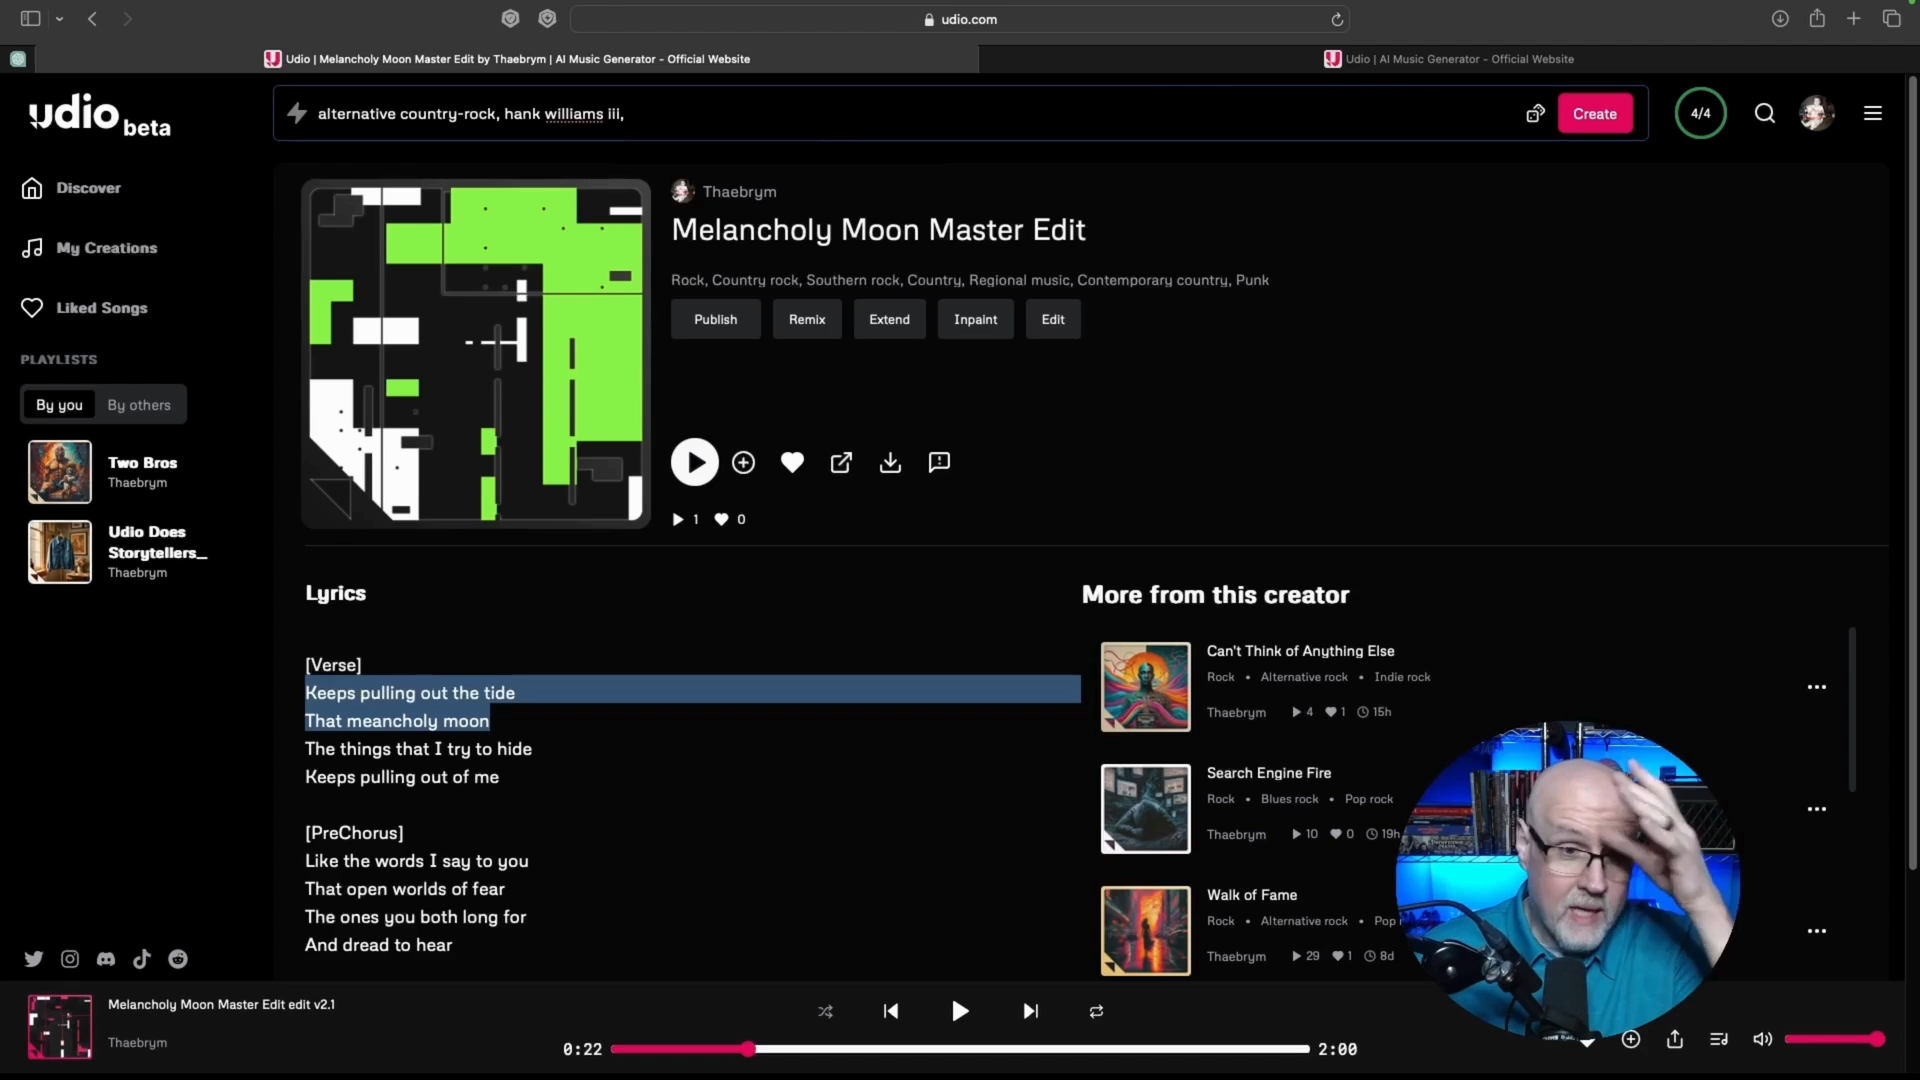 udio.com
Udio | Melancholy Moon Master Edit by Thaebrym | AI Music Generator - Official Website
Udio | AI Music Generator - Official Website
udio beta
alternative country-rock, hank williams iii,
Create
4/4
Discover
My Creations
Liked Songs
PLAYLISTS
By you
By others
Two Bros
Thaebrym
Udio Does
Storytellers_
Thaebrym
Thaebrym
Melancholy Moon Master Edit
Rock, Country rock, Southern rock, Country, Regional music, Contemporary country, Punk
Publish
Remix
Extend
Inpaint
Edit
1
0
Lyrics
[Verse]
Keeps pulling out the tide
That meancholy moon
The things that I try to hide
Keeps pulling out of me
[PreChorus]
Like the words I say to you
That open worlds of fear
The ones you both long for
And dread to hear
More from this creator
Can't Think of Anything Else
Rock • Alternative rock • Indie rock
Thaebrym 4 1 15h
Search Engine Fire
Rock • Blues rock • Pop rock
Thaebrym 10 0 19h
Walk of Fame
Rock • Alternative rock • Pop
Thaebrym 29 1 8d
Melancholy Moon Master Edit edit v2.1
Thaebrym
0:22
2:00